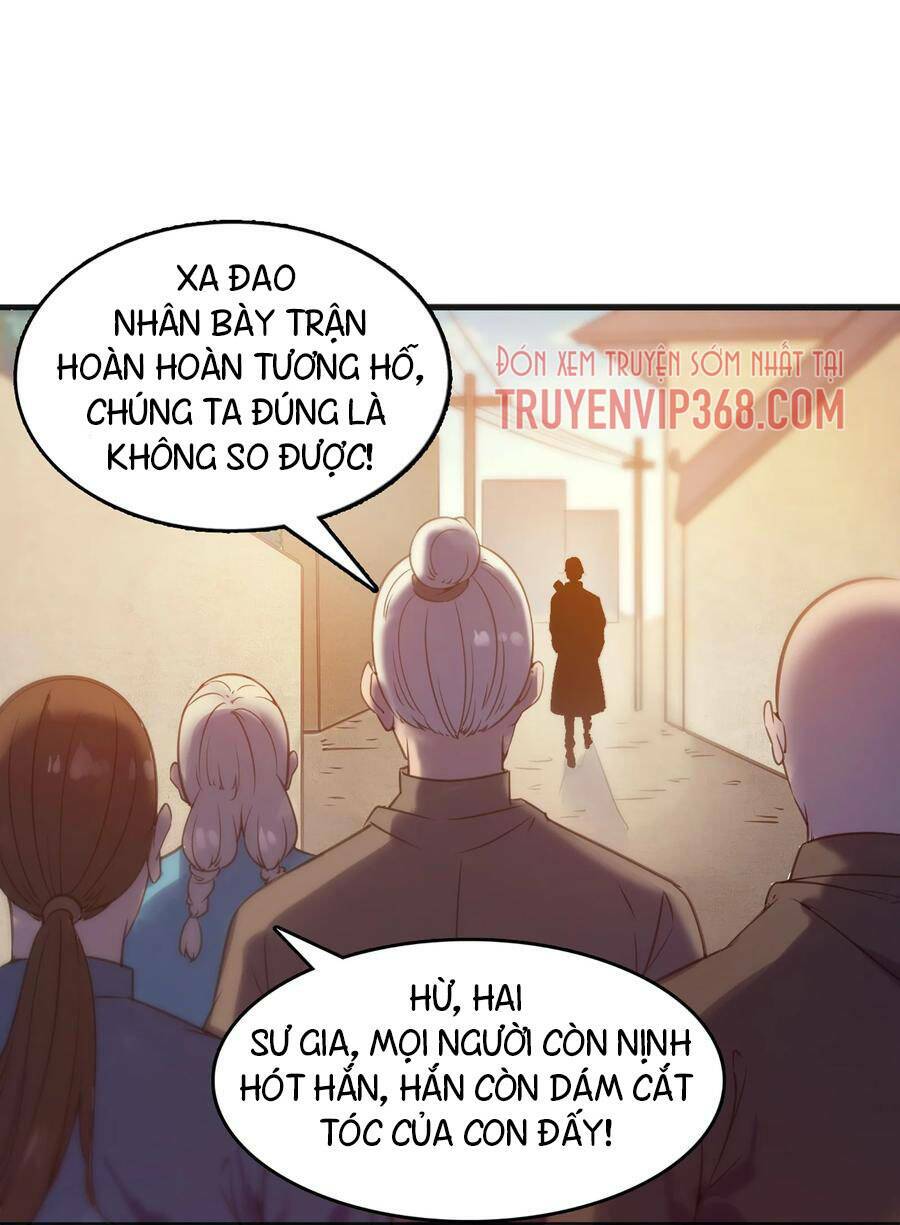 XA ĐAO
NHÂN BÀY TRẬN
HOÀN HOÀN TƯƠNG HỖ,
CHÚNG TA ĐÚNG LÀ
KHÔNG SO ĐƯỢC!
ĐÓN XEM TRUYỆN SỚM NHẤT TẠI
TRUYENVIP368.COM
HỪ, HAI
SƯ GIA, MỌI NGƯỜI CÒN NỊNH
HÓT HẮN, HẮN CÒN DÁM CẮT
TÓC CỦA CON ĐẤY!